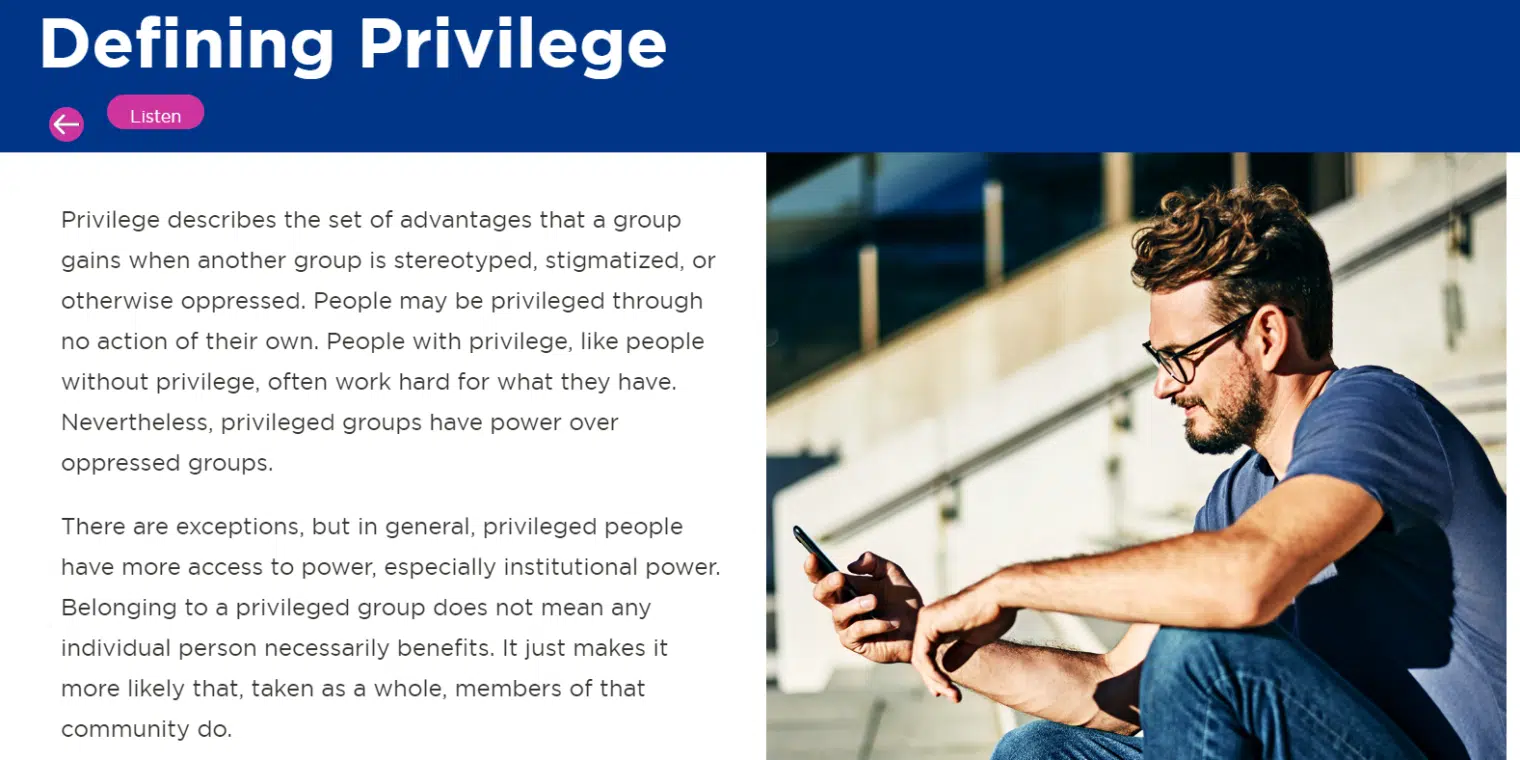 Defining Privilege
Listen
Privilege describes the set of advantages that a group
gains when another group is stereotyped, stigmatized, or
otherwise oppressed. People may be privileged through
no action of their own. People with privilege, like people
without privilege, often work hard for what they have.
Nevertheless, privileged groups have power over
oppressed groups.
There are exceptions, but in general, privileged people
have more access to power, especially institutional power.
Belonging to a privileged group does not mean any
individual person necessarily benefits. It just makes it
more likely that, taken as a whole, members of that
community do.